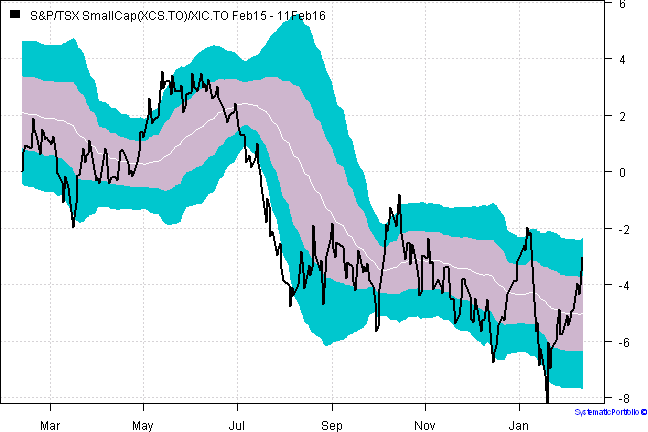 S&P/TSX SmallCap(XCS.TO)/XIC.TO Feb15 - 11Feb16
6
4
2
0
-2
-4
-6
-8
Mar May Jul Sep Nov Jan
SystematicPortfolio ©